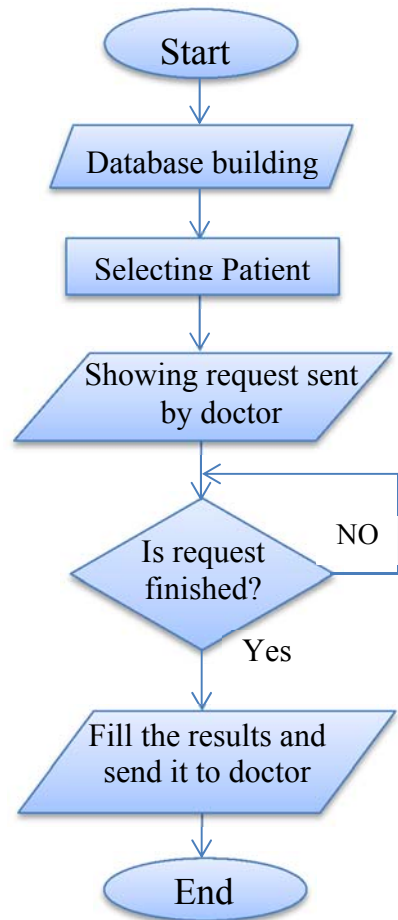 Start
Database building
Selecting Patient
Showing request sent
by doctor
NO
Is request
finished?
Yes
Fill the results and
send it to doctor
End